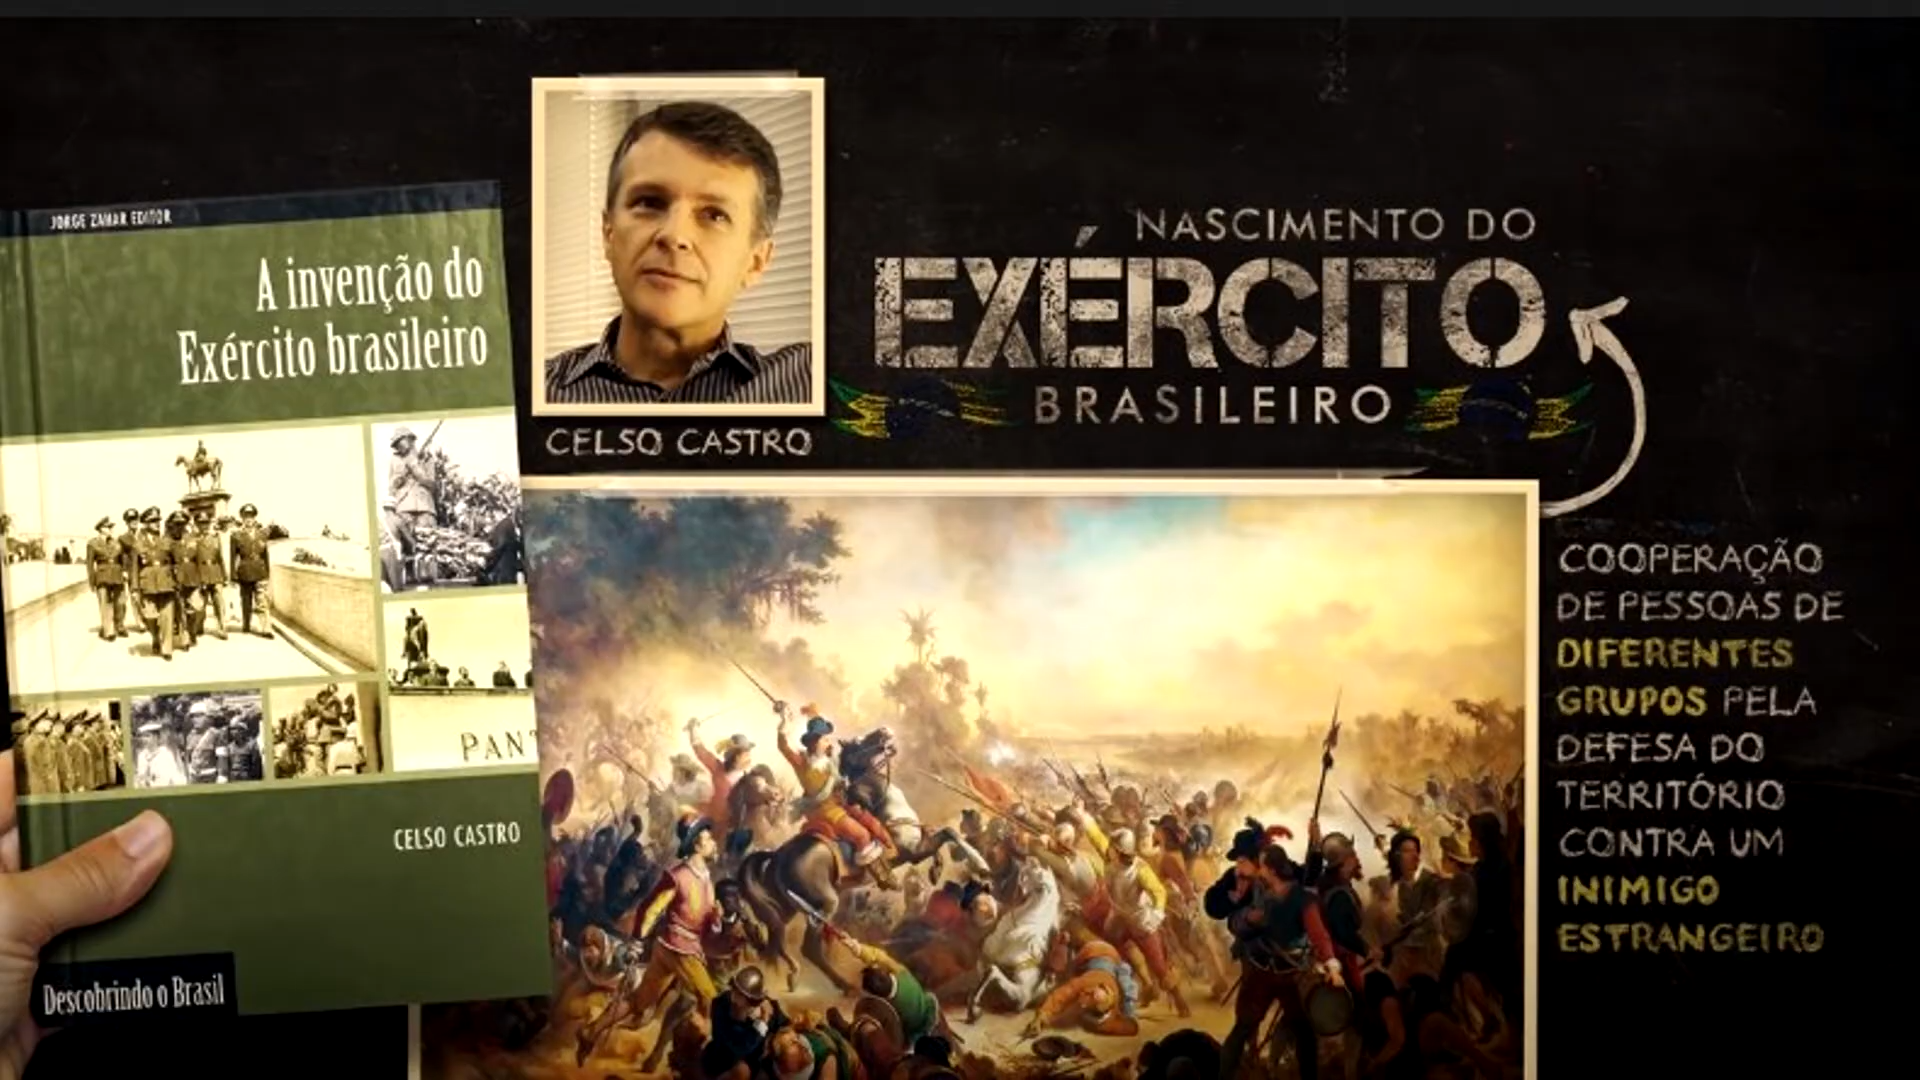 JORGE ZAHAR EDITOR
A invenção do
Exército brasileiro
PANT
CELSO CASTRO
Descobrindo o Brasil
CELSO CASTRO
NASCIMENTO DO
EXÉRCITO
BRASILEIRO
COOPERAÇÃO
DE PESSOAS DE
DIFERENTES
GRUPOS PELA
DEFESA DO
TERRITÓRIO
CONTRA UM
INIMIGO
ESTRANGEIRO